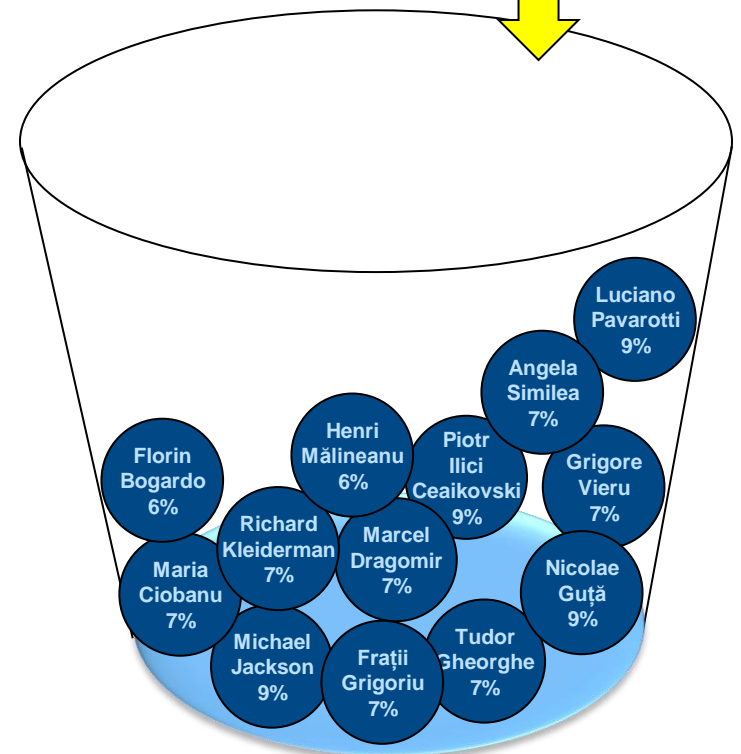 Luciano
Pavarotti
9%
Angela
Similea
7%
Henri
Mălineanu
6%
Piotr
Ilici
Ceaikovski
9%
Florin
Bogardo
6%
Grigore
Vieru
7%
Richard
Kleiderman
7%
Marcel
Dragomir
7%
Maria
Ciobanu
7%
Nicolae
Guță
9%
Michael
Jackson
9%
Frații
Grigoriu
7%
Tudor
Gheorghe
7%